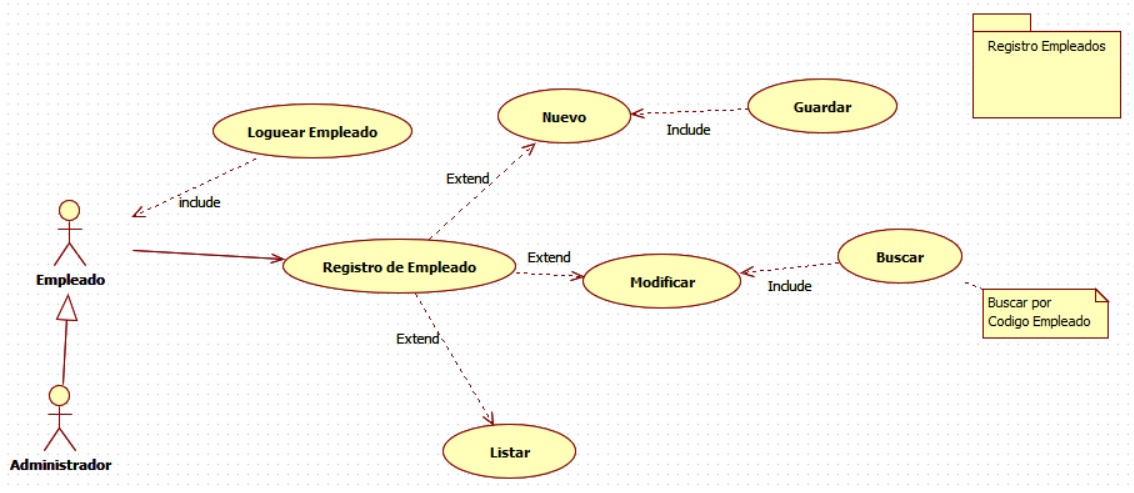 Registro Empleados
Loguear Empleado
Nuevo
Guardar
Include
Extend
include
Empleado
Registro de Empleado
Extend
Modificar
Include
Buscar
Buscar por
Codigo Empleado
Extend
Listar
Administrador